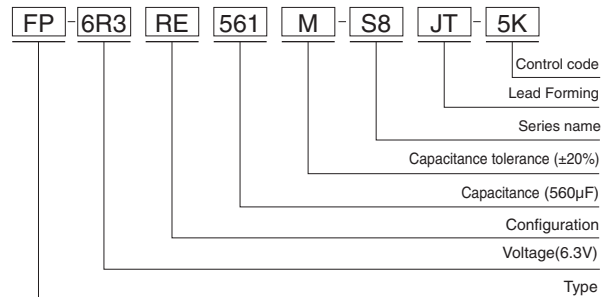 FP - 6R3 RE 561 M - S8 JT - 5K
Control code
Lead Forming
Series name
Capacitance tolerance (±20%)
Capacitance (560µF)
Configuration
Voltage(6.3V)
Type